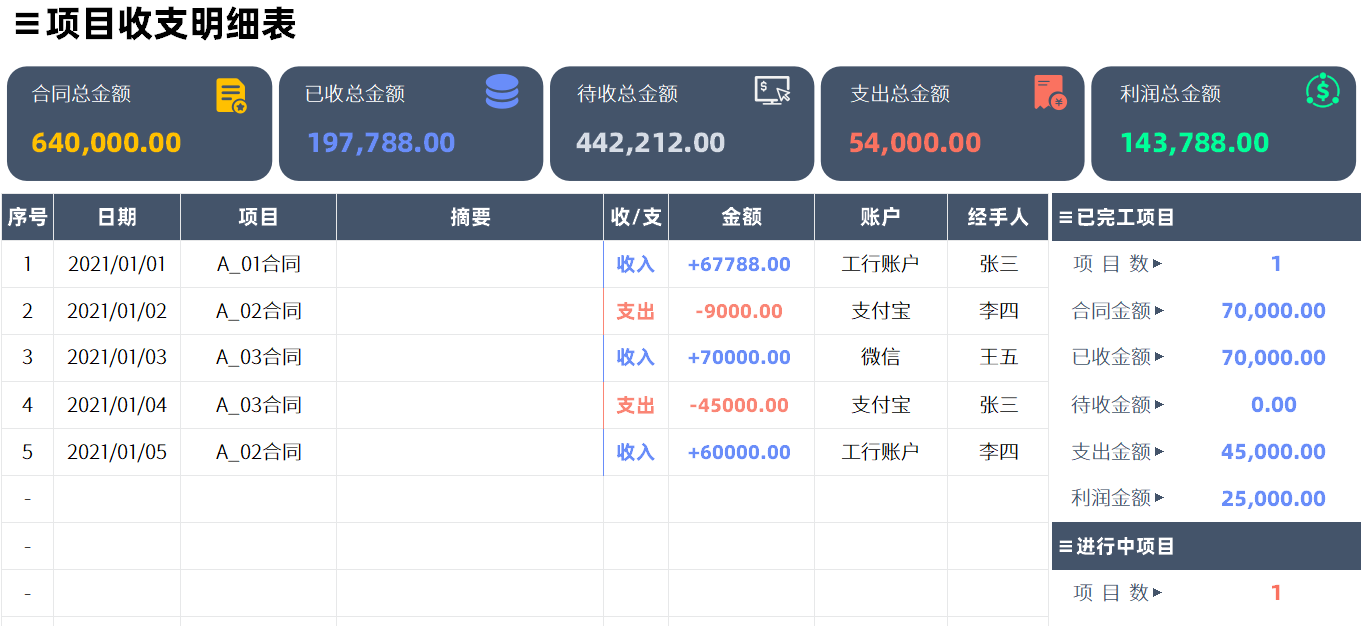 ≡项目收支明细表
合同总金额 已收总金额 待收总金额 支出总金额 利润总金额
640,000.00 197,788.00 442,212.00 54,000.00 143,788.00
序号 日期 项目 摘要 收/支 金额 账户 经手人
1 2021/01/01 A_01合同 收入 +67788.00 工行账户 张三
2 2021/01/02 A_02合同 支出 -9000.00 支付宝 李四
3 2021/01/03 A_03合同 收入 +70000.00 微信 王五
4 2021/01/04 A_03合同 支出 -45000.00 支付宝 张三
5 2021/01/05 A_02合同 收入 +60000.00 工行账户 李四
-
-
-
≡已完工项目
项 目 数▶ 1
合同金额▶ 70,000.00
已收金额▶ 70,000.00
待收金额▶ 0.00
支出金额▶ 45,000.00
利润金额▶ 25,000.00
≡进行中项目
项 目 数▶ 1